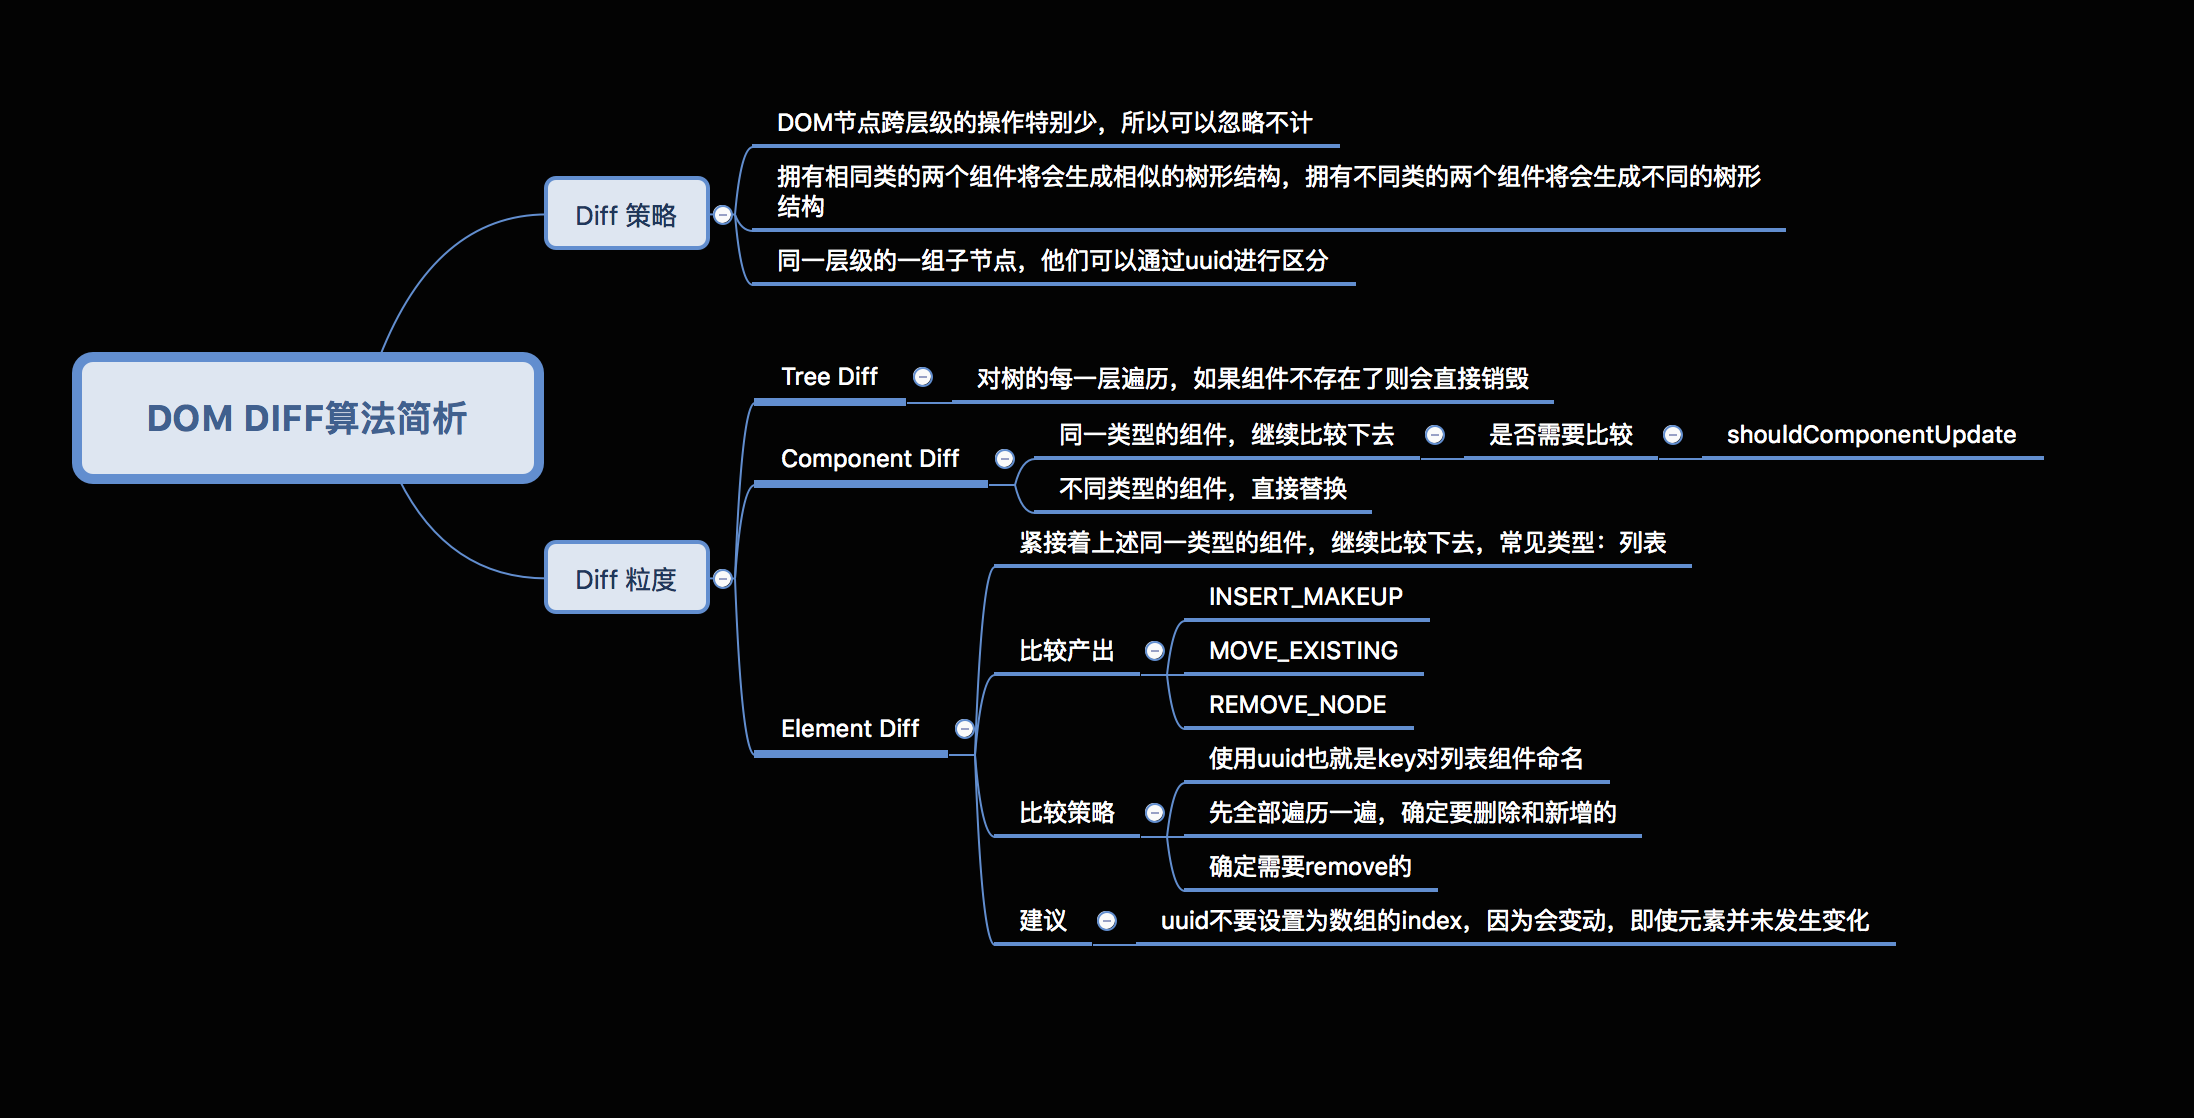 DOM DIFF算法简析
Diff 策略
DOM节点跨层级的操作特别少，所以可以忽略不计
拥有相同类的两个组件将会生成相似的树形结构，拥有不同类的两个组件将会生成不同的树形
结构
同一层级的一组子节点，他们可以通过uuid进行区分
Diff 粒度
Tree Diff
对树的每一层遍历，如果组件不存在了则会直接销毁
Component Diff
同一类型的组件，继续比较下去
是否需要比较
shouldComponentUpdate
不同类型的组件，直接替换
Element Diff
紧接着上述同一类型的组件，继续比较下去，常见类型：列表
比较产出
INSERT_MAKEUP
MOVE_EXISTING
REMOVE_NODE
比较策略
使用uuid也就是key对列表组件命名
先全部遍历一遍，确定要删除和新增的
确定需要remove的
建议
uuid不要设置为数组的index，因为会变动，即使元素并未发生变化